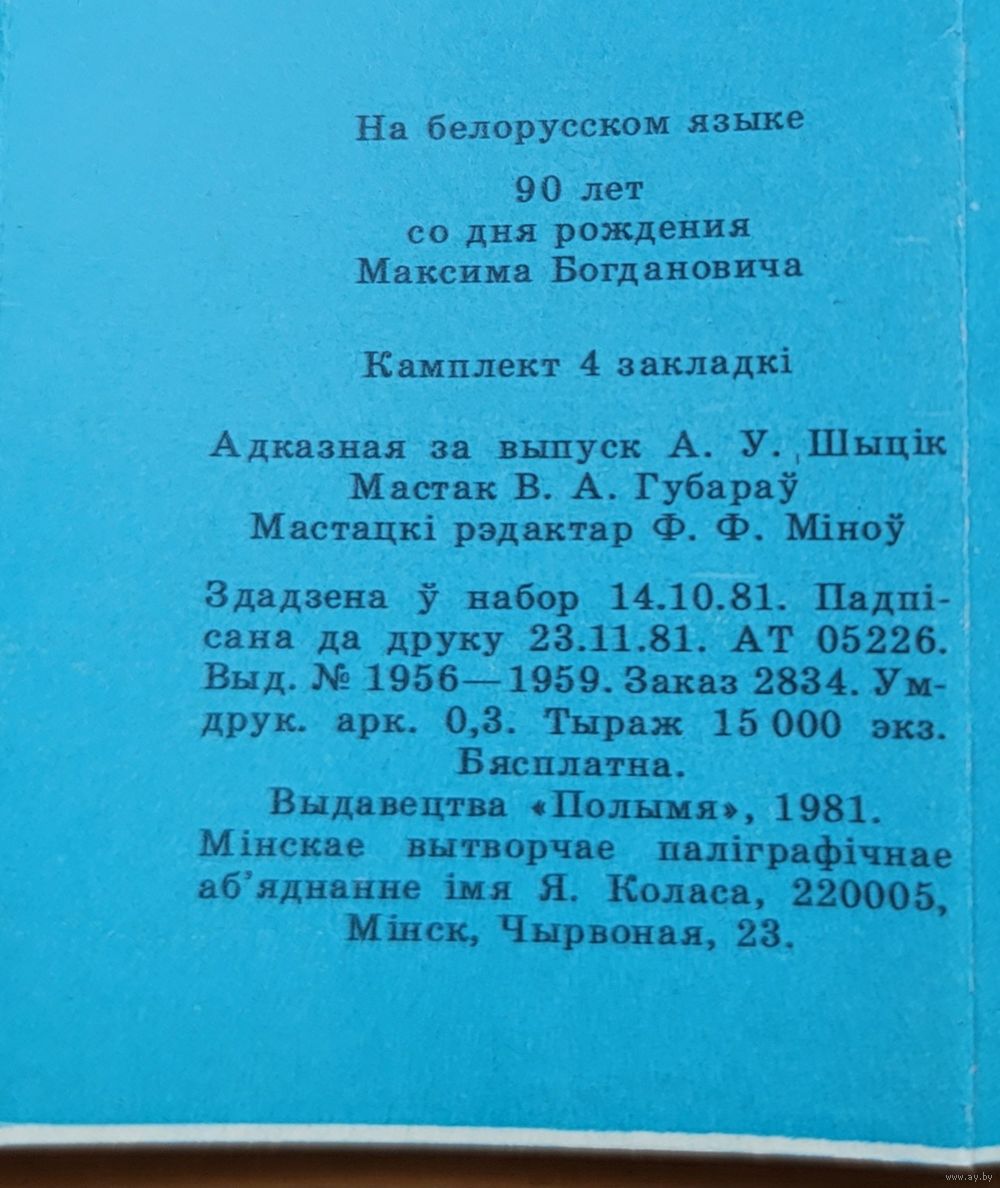 На белорусском языке
90 лет
со дня рождения
Максима Богдановича
Камплект 4 закладкі
Адказная за выпуск А. У. Шыцік
Мастак В. А. Губараў
Мастацкі рэдактар Ф. Ф. Міноў
Здадзена ў набор 14.10.81. Падпі-
сана да друку 23.11.81. АТ 05226.
Выд. № 1956—1959. Заказ 2834. Ум-
друк. арк. 0,3. Тыраж 15 000 экз.
Бясплатна.
Выдавецтва «Полымя», 1981.
Мінскае вытворчае паліграфічнае
аб’яднанне імя Я. Коласа, 220005,
Мінск, Чырвоная, 23.
www.ay.by